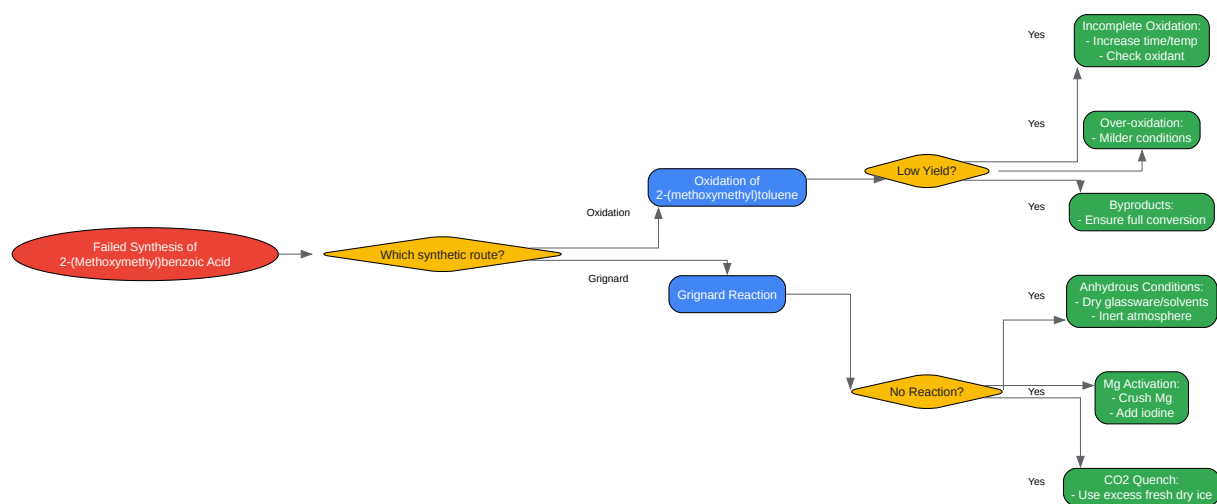 Yes
Incomplete Oxidation:
- Increase time/temp
- Check oxidant
Yes
Over-oxidation:
- Milder conditions
Low Yield?
Oxidation of
2-(methoxymethyl)toluene
Yes
Byproducts:
- Ensure full conversion
Oxidation
Failed Synthesis of
2-(Methoxymethyl)benzoic Acid
Which synthetic route?
Grignard
Grignard Reaction
Yes
Anhydrous Conditions:
- Dry glassware/solvents
- Inert atmosphere
No Reaction?
Yes
Mg Activation:
- Crush Mg
- Add iodine
Yes
CO2 Quench:
- Use excess fresh dry ice